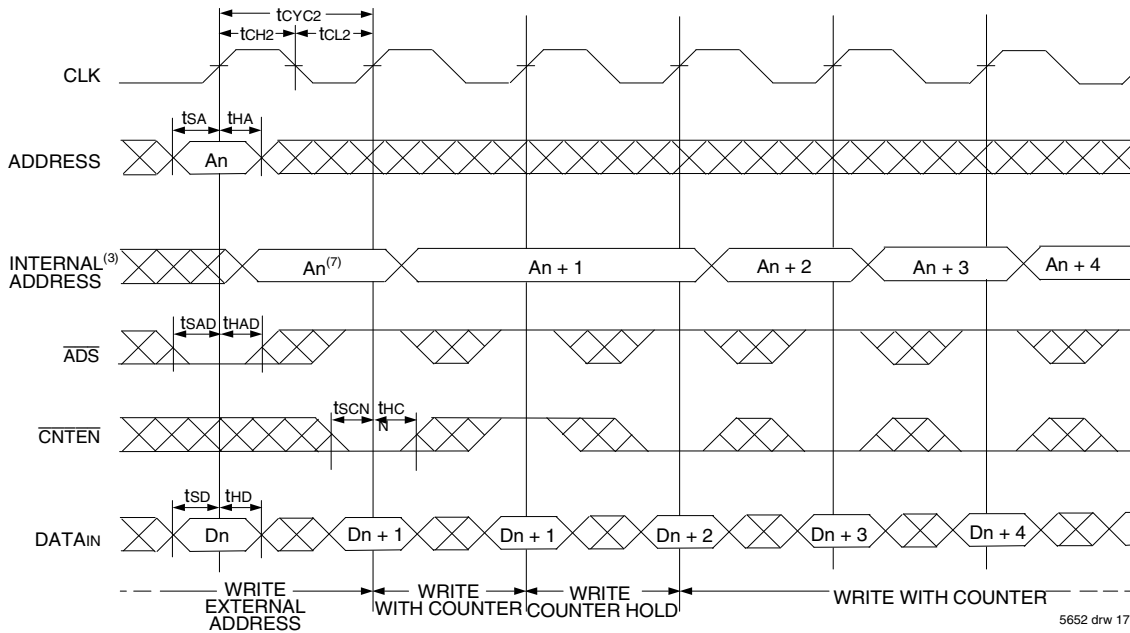 tCYC2
tCH2 tCL2
CLK
tSA tHA
ADDRESS An
INTERNAL(3)
ADDRESS An(7) An + 1 An + 2 An + 3 An + 4
tSAD tHAD
ADS
tSCN tHC
N
CNTEN
tSD tHD
DATAIN Dn Dn + 1 Dn + 1 Dn + 2 Dn + 3 Dn + 4
WRITE
EXTERNAL
ADDRESS
WRITE
WITH COUNTER
WRITE
COUNTER HOLD
WRITE WITH COUNTER
5652 drw 17